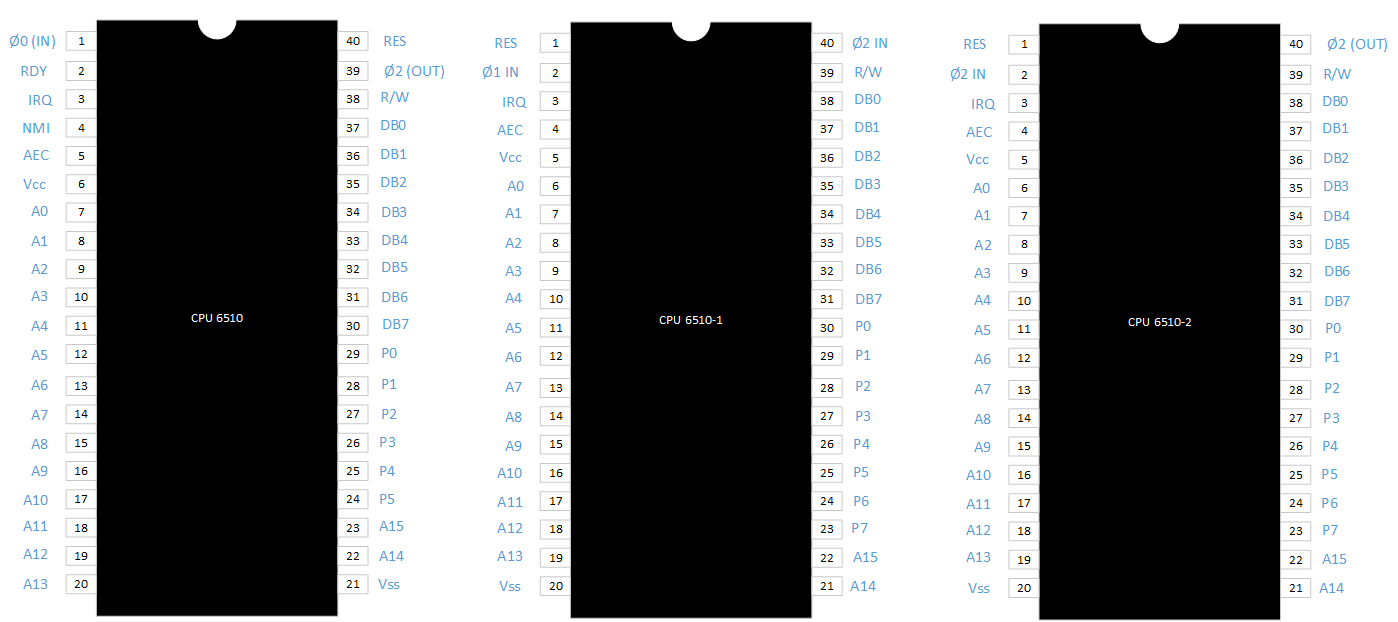 Ø0 (IN) 1 40 RES
RDY 2 39 Ø2 (OUT)
IRQ 3 38 R/W
NMI 4 37 DB0
AEC 5 36 DB1
Vcc 6 35 DB2
A0 7 34 DB3
A1 8 33 DB4
A2 9 32 DB5
A3 10 31 DB6
A4 11 30 DB7
A5 12 29 P0
A6 13 28 P1
A7 14 27 P2
A8 15 26 P3
A9 16 25 P4
A10 17 24 P5
A11 18 23 A15
A12 19 22 A14
A13 20 21 Vss
CPU 6510
RES 1 40 Ø2 IN
Ø1 IN 2 39 R/W
IRQ 3 38 DB0
AEC 4 37 DB1
Vcc 5 36 DB2
A0 6 35 DB3
A1 7 34 DB4
A2 8 33 DB5
A3 9 32 DB6
A4 10 31 DB7
A5 11 30 P0
A6 12 29 P1
A7 13 28 P2
A8 14 27 P3
A9 15 26 P4
A10 16 25 P5
A11 17 24 P6
A12 18 23 P7
A13 19 22 A15
Vss 20 21 A14
CPU 6510-1
RES 1 40 Ø2 (OUT)
Ø2 IN 2 39 R/W
IRQ 3 38 DB0
AEC 4 37 DB1
Vcc 5 36 DB2
A0 6 35 DB3
A1 7 34 DB4
A2 8 33 DB5
A3 9 32 DB6
A4 10 31 DB7
A5 11 30 P0
A6 12 29 P1
A7 13 28 P2
A8 14 27 P3
A9 15 26 P4
A10 16 25 P5
A11 17 24 P6
A12 18 23 P7
A13 19 22 A15
Vss 20 21 A14
CPU 6510-2